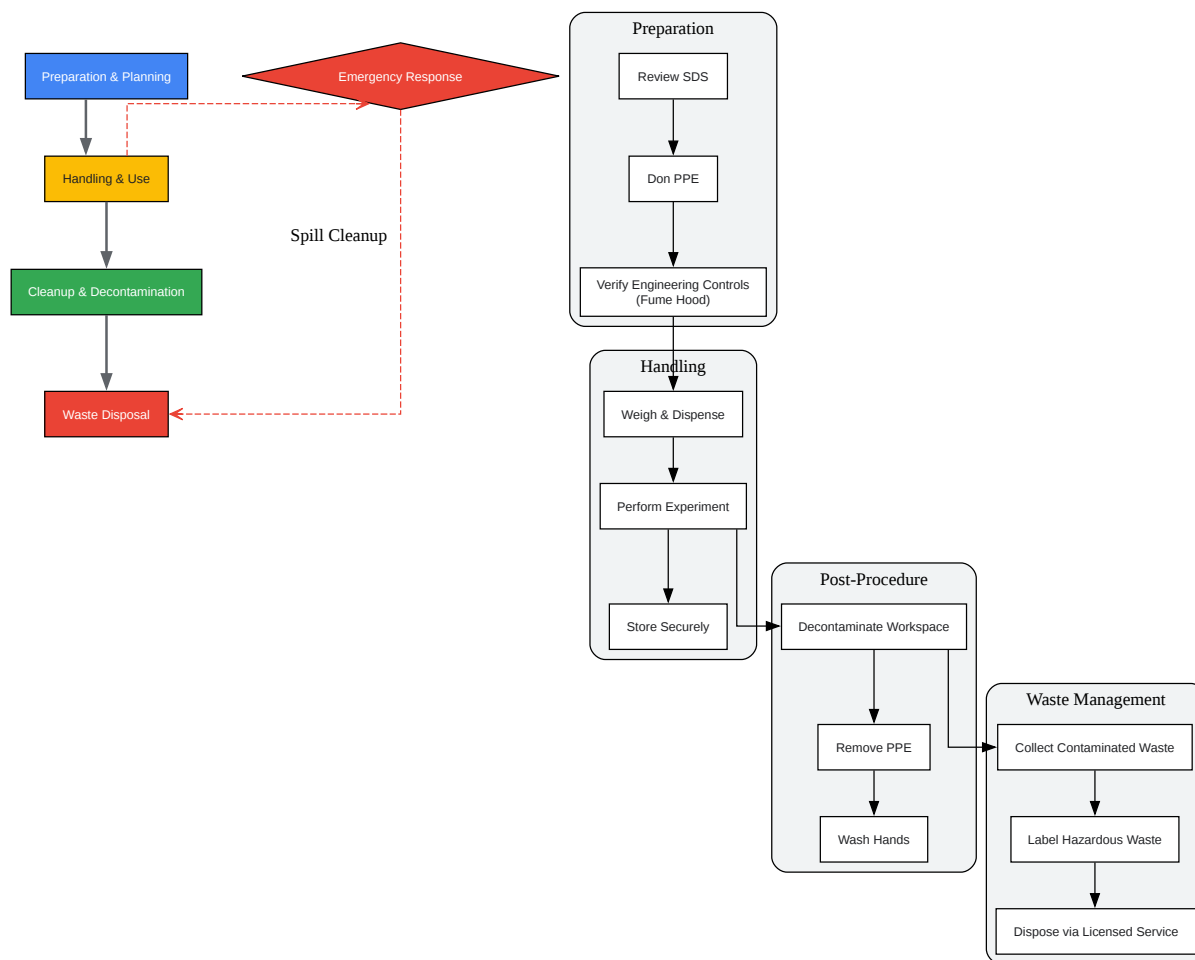 Preparation & Planning
Emergency Response
Handling & Use
Spill Cleanup
Cleanup & Decontamination
Waste Disposal
Preparation
Review SDS
Don PPE
Verify Engineering Controls
(Fume Hood)
Handling
Weigh & Dispense
Perform Experiment
Store Securely
Post-Procedure
Decontaminate Workspace
Remove PPE
Wash Hands
Waste Management
Collect Contaminated Waste
Label Hazardous Waste
Dispose via Licensed Service